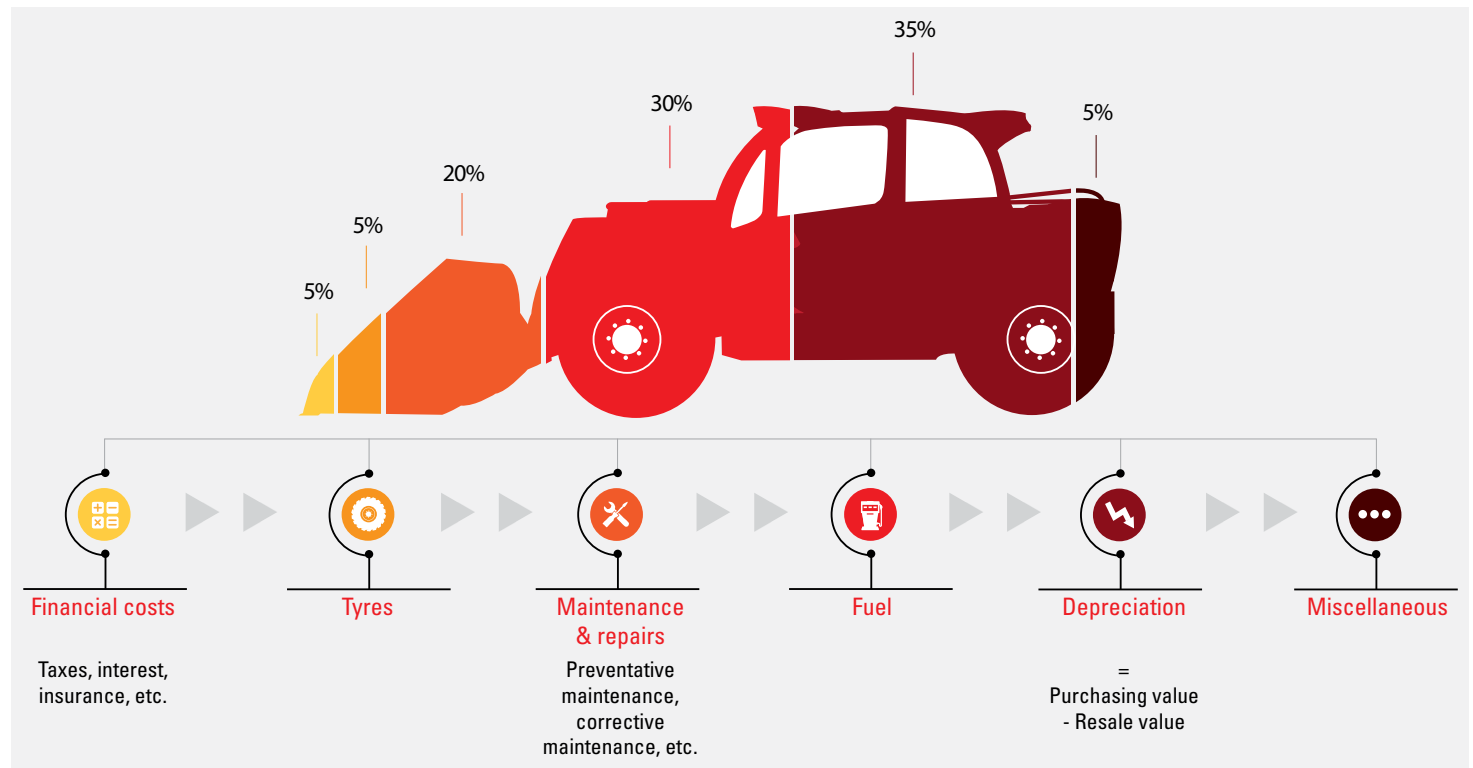 35%
30%
5%
20%
5%
5%
Financial costs
Tyres
Maintenance
& repairs
Fuel
Depreciation
Miscellaneous
Taxes, interest,
insurance, etc.
Preventative
maintenance,
corrective
maintenance, etc.
=
Purchasing value
- Resale value